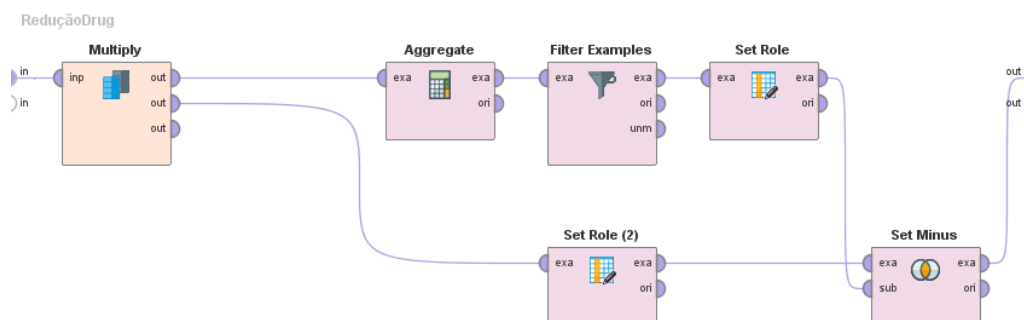 ReduçãoDrug
Multiply
Aggregate
Filter Examples
Set Role
in
inp
out
exa
exa
exa
exa
exa
exa
out
in
out
ori
ori
ori
out
out
unm
Set Role (2)
Set Minus
exa
exa
exa
exa
ori
sub
ori